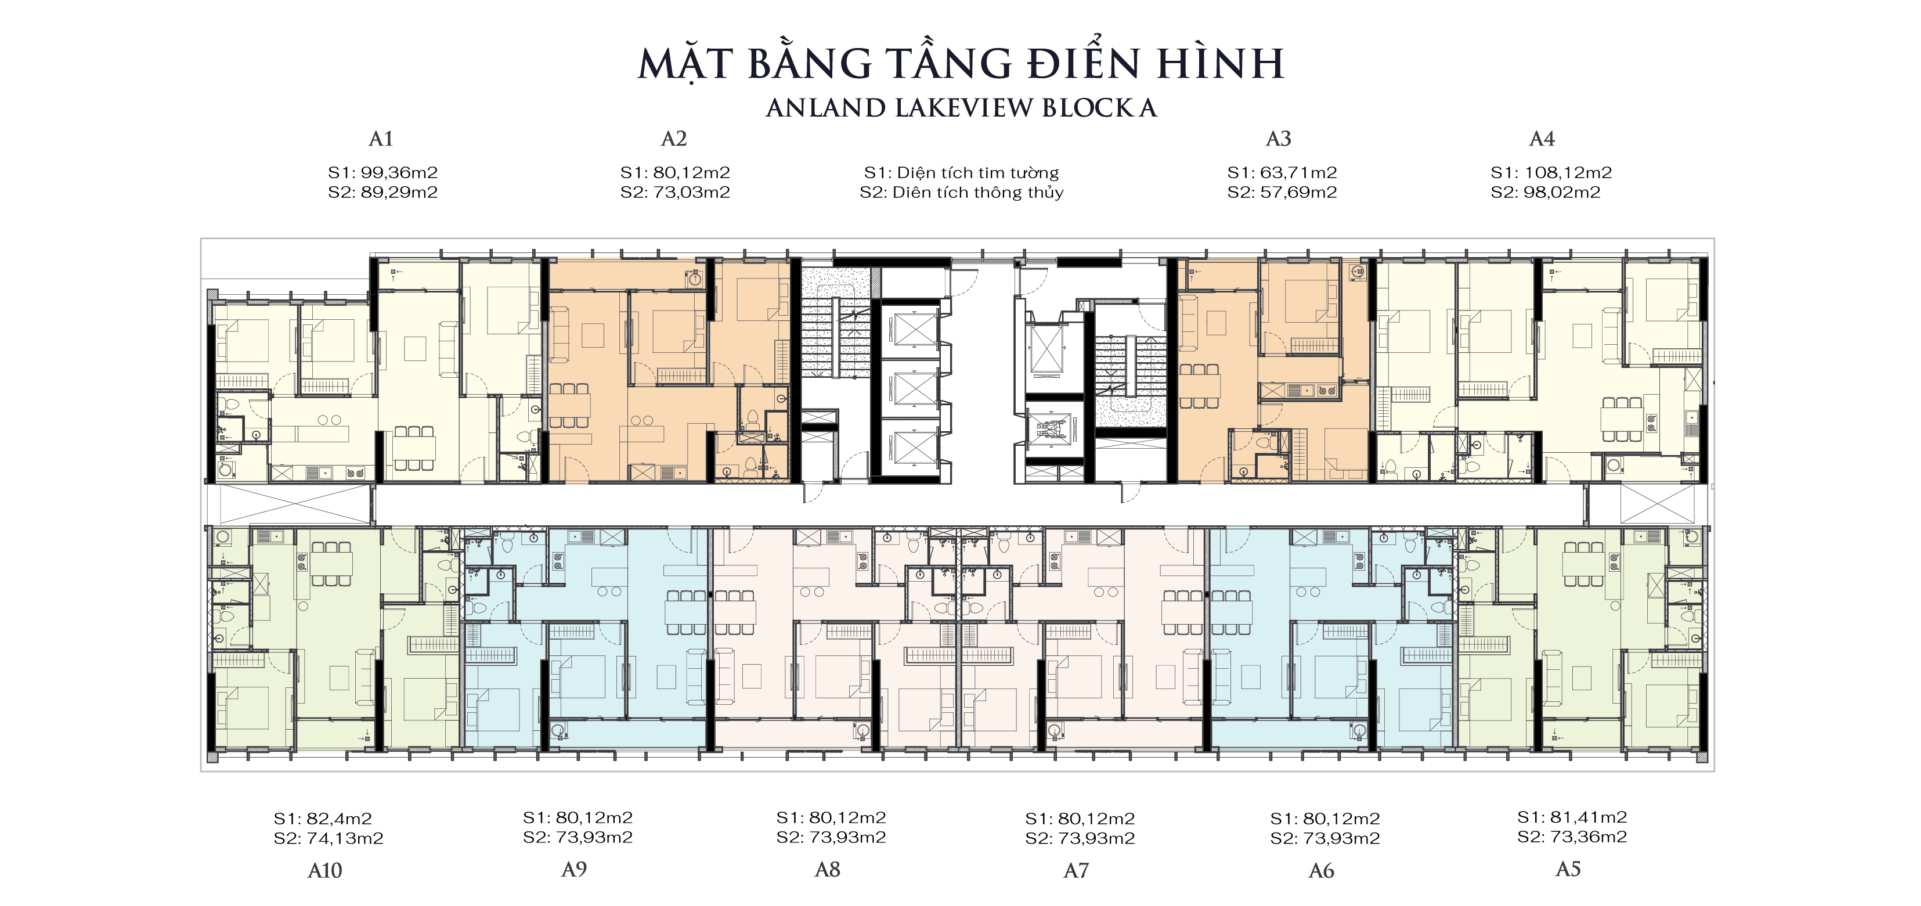 MẶT BẰNG TẦNG ĐIỂN HÌNH
ANLAND LAKEVIEW BLOCK A
A1
S1: 99,36m2
S2: 89,29m2
A2
S1: 80,12m2
S2: 73,03m2
S1: Diện tích tim tường
S2: Diên tích thông thủy
A3
S1: 63,71m2
S2: 57,69m2
A4
S1: 108,12m2
S2: 98,02m2
S1: 82,4m2
S2: 74,13m2
A10
S1: 80,12m2
S2: 73,93m2
A9
S1: 80,12m2
S2: 73,93m2
A8
S1: 80,12m2
S2: 73,93m2
A7
S1: 80,12m2
S2: 73,93m2
A6
S1: 81,41m2
S2: 73,36m2
A5